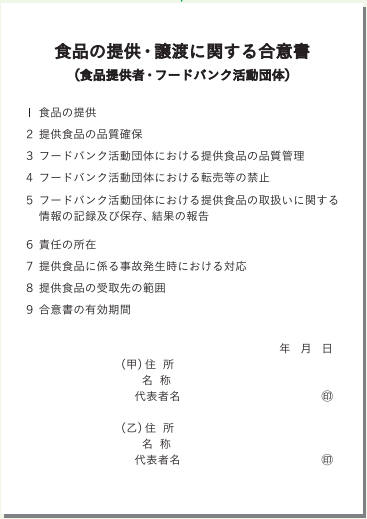 食品の提供・譲渡に関する合意書
（食品提供者・フードバンク活動団体）
1 食品の提供
2 提供食品の品質確保
3 フードバンク活動団体における提供食品の品質管理
4 フードバンク活動団体における転売等の禁止
5 フードバンク活動団体における提供食品の取扱いに関する
情報の記録及び保存、結果の報告
6 責任の所在
7 提供食品に係る事故発生時における対応
8 提供食品の受取先の範囲
9 合意書の有効期間
年 月 日
（甲）住 所
名 称
代表者名 ㊞
（乙）住 所
名 称
代表者名 ㊞